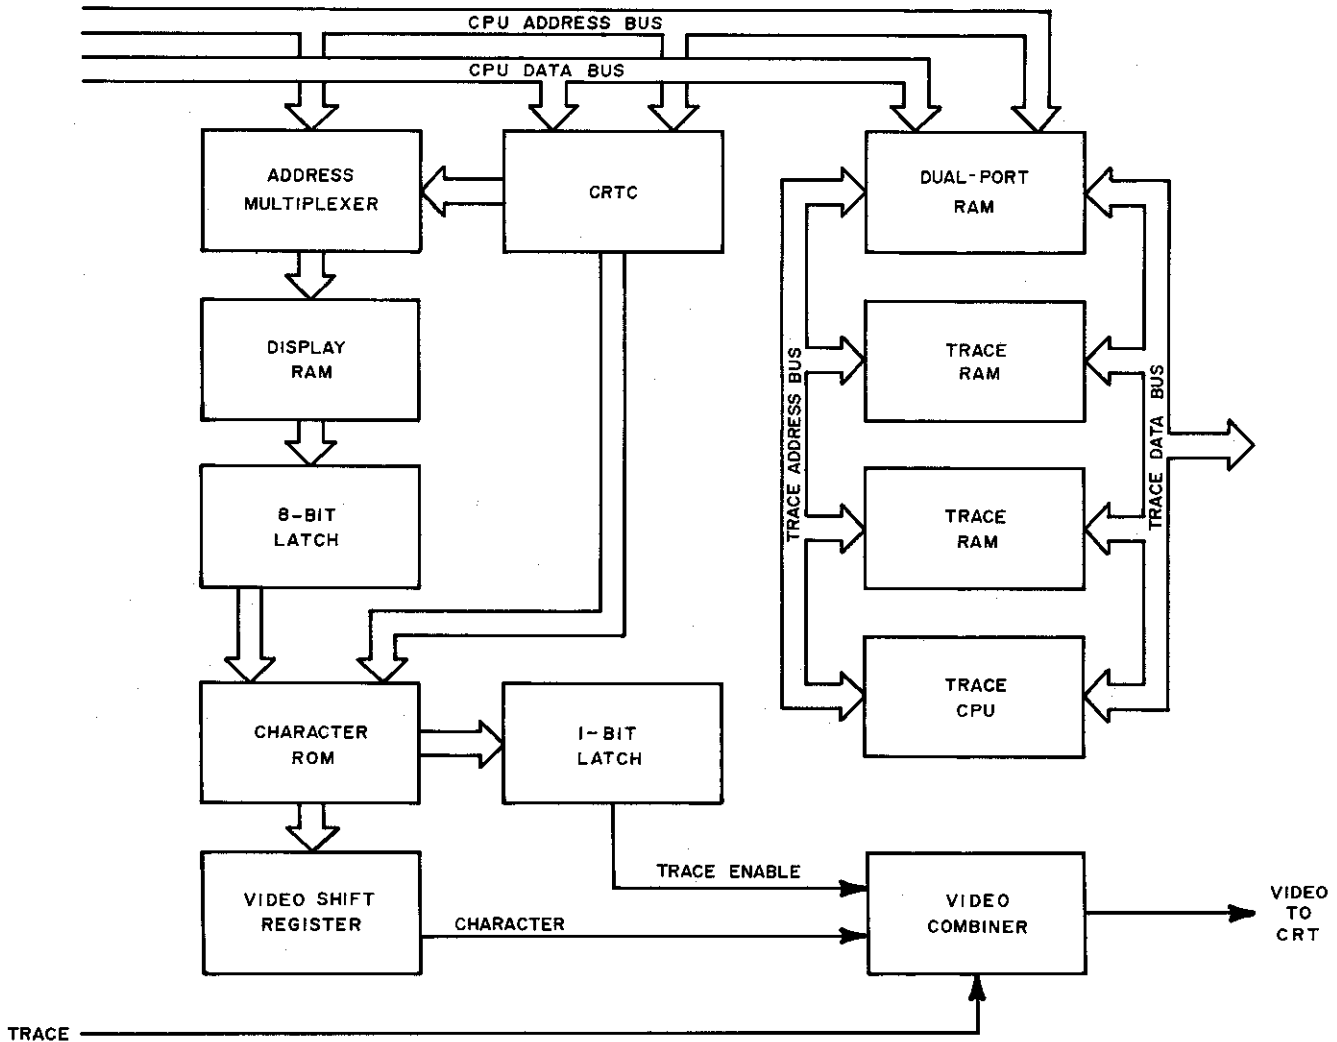 CPU ADDRESS BUS
CPU DATA BUS
ADDRESS
MULTIPLEXER
CRTC
DUAL-PORT
RAM
DISPLAY
RAM
TRACE
RAM
TRACE ADDRESS BUS
TRACE DATA BUS
8-BIT
LATCH
TRACE
RAM
TRACE
CPU
CHARACTER
ROM
1-BIT
LATCH
TRACE ENABLE
VIDEO SHIFT
REGISTER
CHARACTER
VIDEO
COMBINER
VIDEO
TO
CRT
TRACE